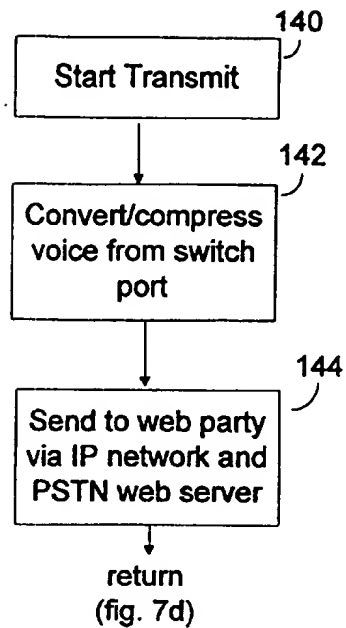 140
Start Transmit
142
Convert/compress
voice from switch
port
144
Send to web party
via IP network and
PSTN web server
return
(fig. 7d)